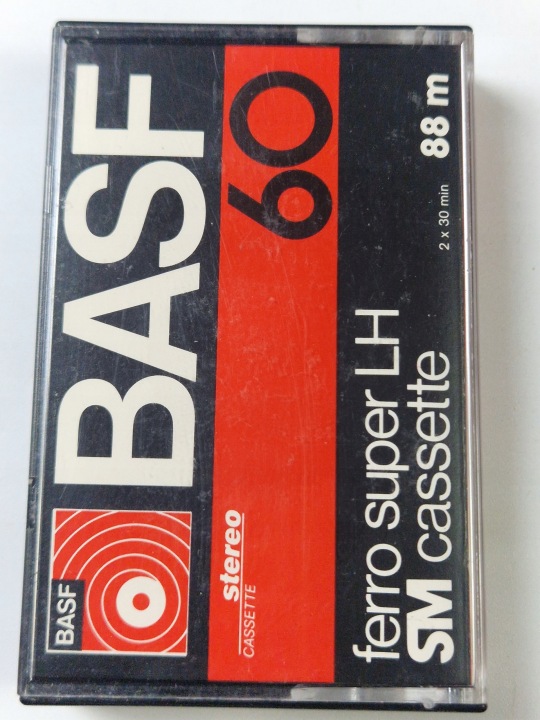 BASF
BASF
60
stereo
CASSETTE
ferro super LH
SM cassette
2 x 30 min
88 m